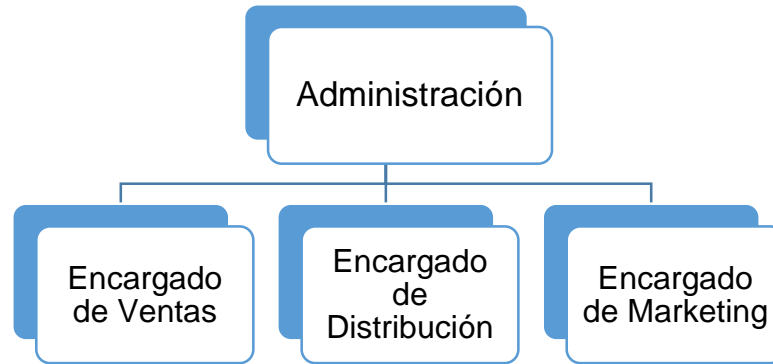 Administración
Encargado
de Ventas
Encargado
de
Distribución
Encargado
de Marketing